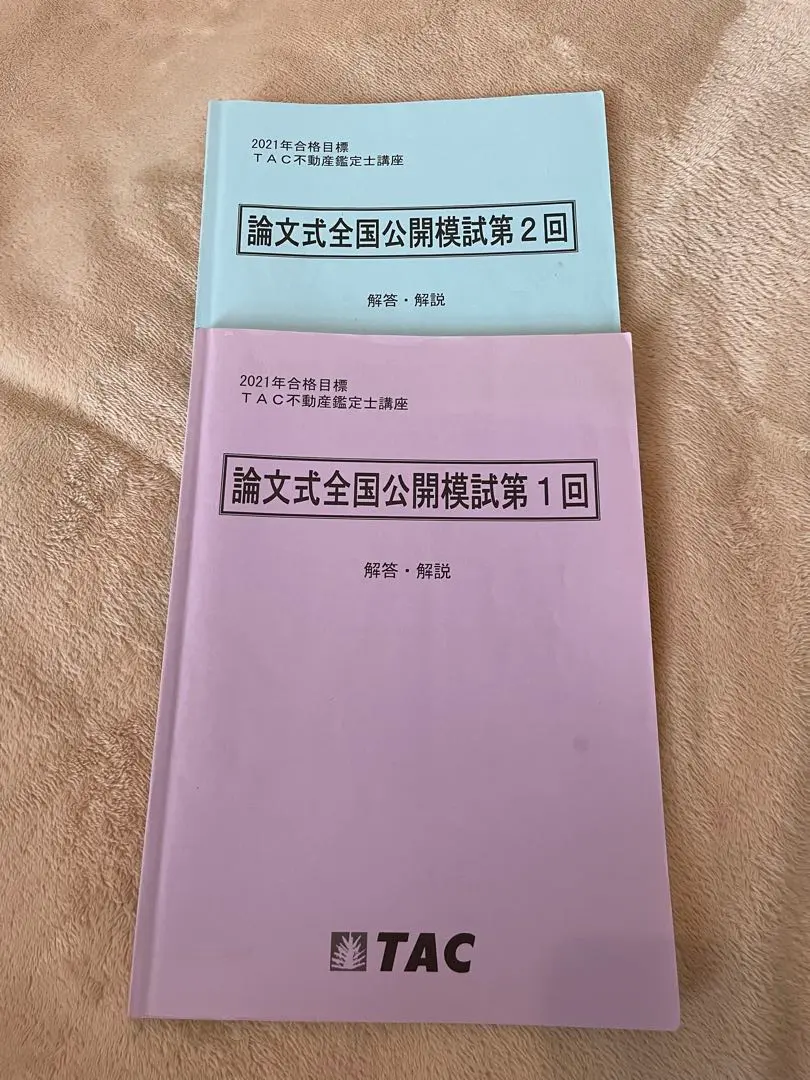 2021年合格目標
ＴＡＣ不動産鑑定士講座
論文式全国公開模試第２回
解答・解説
2021年合格目標
ＴＡＣ不動産鑑定士講座
論文式全国公開模試第１回
解答・解説
TAC